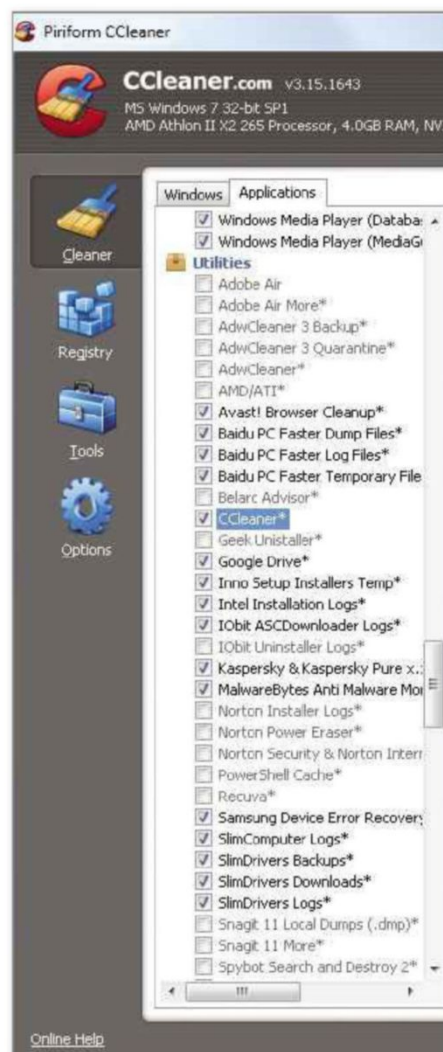 Piriform CCleaner
CCleaner.com v3.15.1643
MS Windows 7 32-bit SP1
AMD Athlon II X2 265 Processor, 4.0GB RAM, NV
Cleaner
Registry
Tools
Options
Windows Applications
Windows Media Player (Databa
Windows Media Player (MediaG
Utilities
Adobe Air
Adobe Air More*
AdwCleaner 3 Backup*
AdwCleaner 3 Quarantine*
AdwCleaner*
AMD/ATI*
Avast! Browser Cleanup*
Baidu PC Faster Dump Files*
Baidu PC Faster Log Files*
Baidu PC Faster Temporary File
Belarc Advisor*
CCleaner*
Geek Unistaller*
Google Drive*
Inno Setup Installers Temp*
Intel Installation Logs*
IObit ASCDownloader Logs*
IObit Uninstaller Logs*
Kaspersky & Kaspersky Pure x.
MalwareBytes Anti Malware Mo
Norton Installer Logs*
Norton Power Eraser*
Norton Security & Norton Intern
PowerShell Cache*
Recuva*
Samsung Device Error Recovery
SlimComputer Logs*
SlimDrivers Backups*
SlimDrivers Downloads*
SlimDrivers Logs*
Snagit 11 Local Dumps (.dmp)*
Snagit 11 More*
Spybot Search and Destroy 2*
Online Help